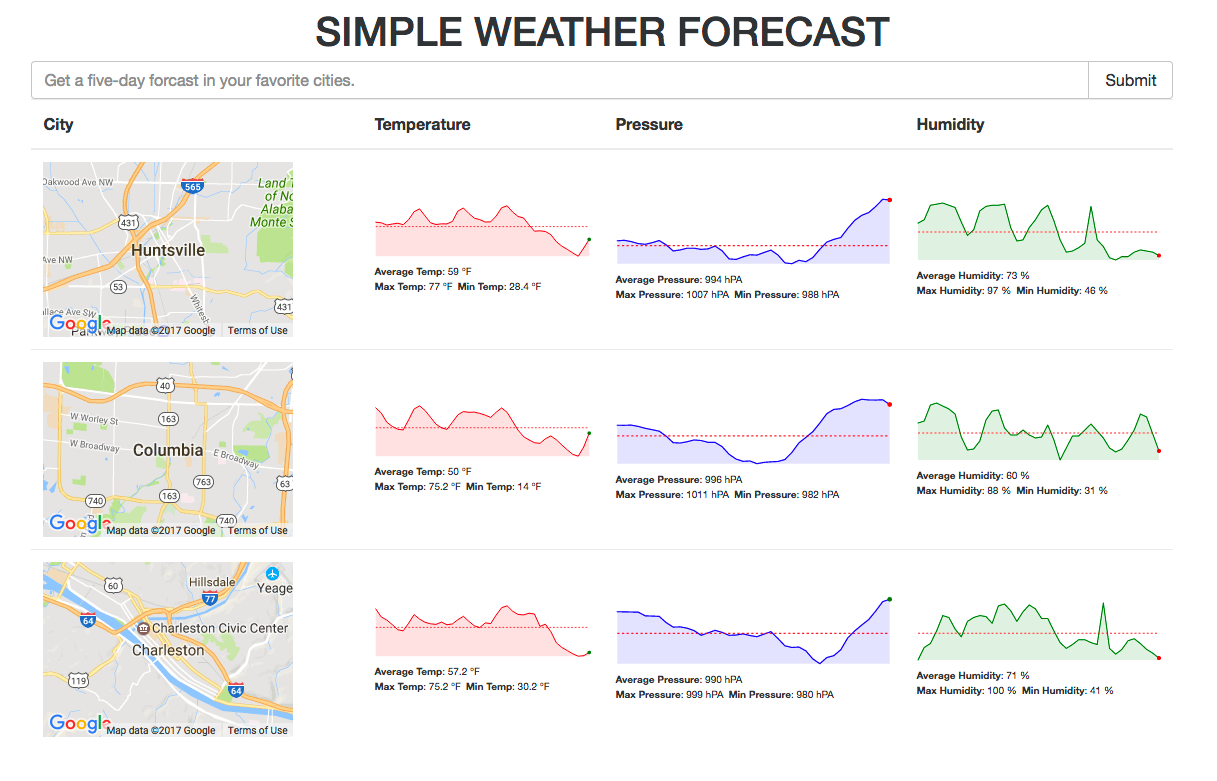 SIMPLE WEATHER FORECAST
Get a five-day forcast in your favorite cities.
Submit
City
Temperature
Pressure
Humidity
Oakwood Ave NW
565
Land
of No
Alaba
Monte S
431
Huntsville
Ave NW
53
Whites
431
llace Ave SW
Google
Map data ©2017 Google
Terms of Use
Average Temp: 59 °F
Max Temp: 77 °F Min Temp: 28.4 °F
Average Pressure: 994 hPA
Max Pressure: 1007 hPA Min Pressure: 988 hPA
Average Humidity: 73 %
Max Humidity: 97 % Min Humidity: 46 %
40
W Worley St
163
W Broadway
Columbia
E Broadway
763
63
163
740
740
Google
Map data ©2017 Google
Terms of Use
Average Temp: 50 °F
Max Temp: 75.2 °F Min Temp: 14 °F
Average Pressure: 996 hPA
Max Pressure: 1011 hPA Min Pressure: 982 hPA
Average Humidity: 60 %
Max Humidity: 88 % Min Humidity: 31 %
60
Hillsdale
77
Yeage
64
Charleston Civic Center
Charleston
119
64
Google
Map data ©2017 Google
Terms of Use
Average Temp: 57.2 °F
Max Temp: 75.2 °F Min Temp: 30.2 °F
Average Pressure: 990 hPA
Max Pressure: 999 hPA Min Pressure: 980 hPA
Average Humidity: 71 %
Max Humidity: 100 % Min Humidity: 41 %